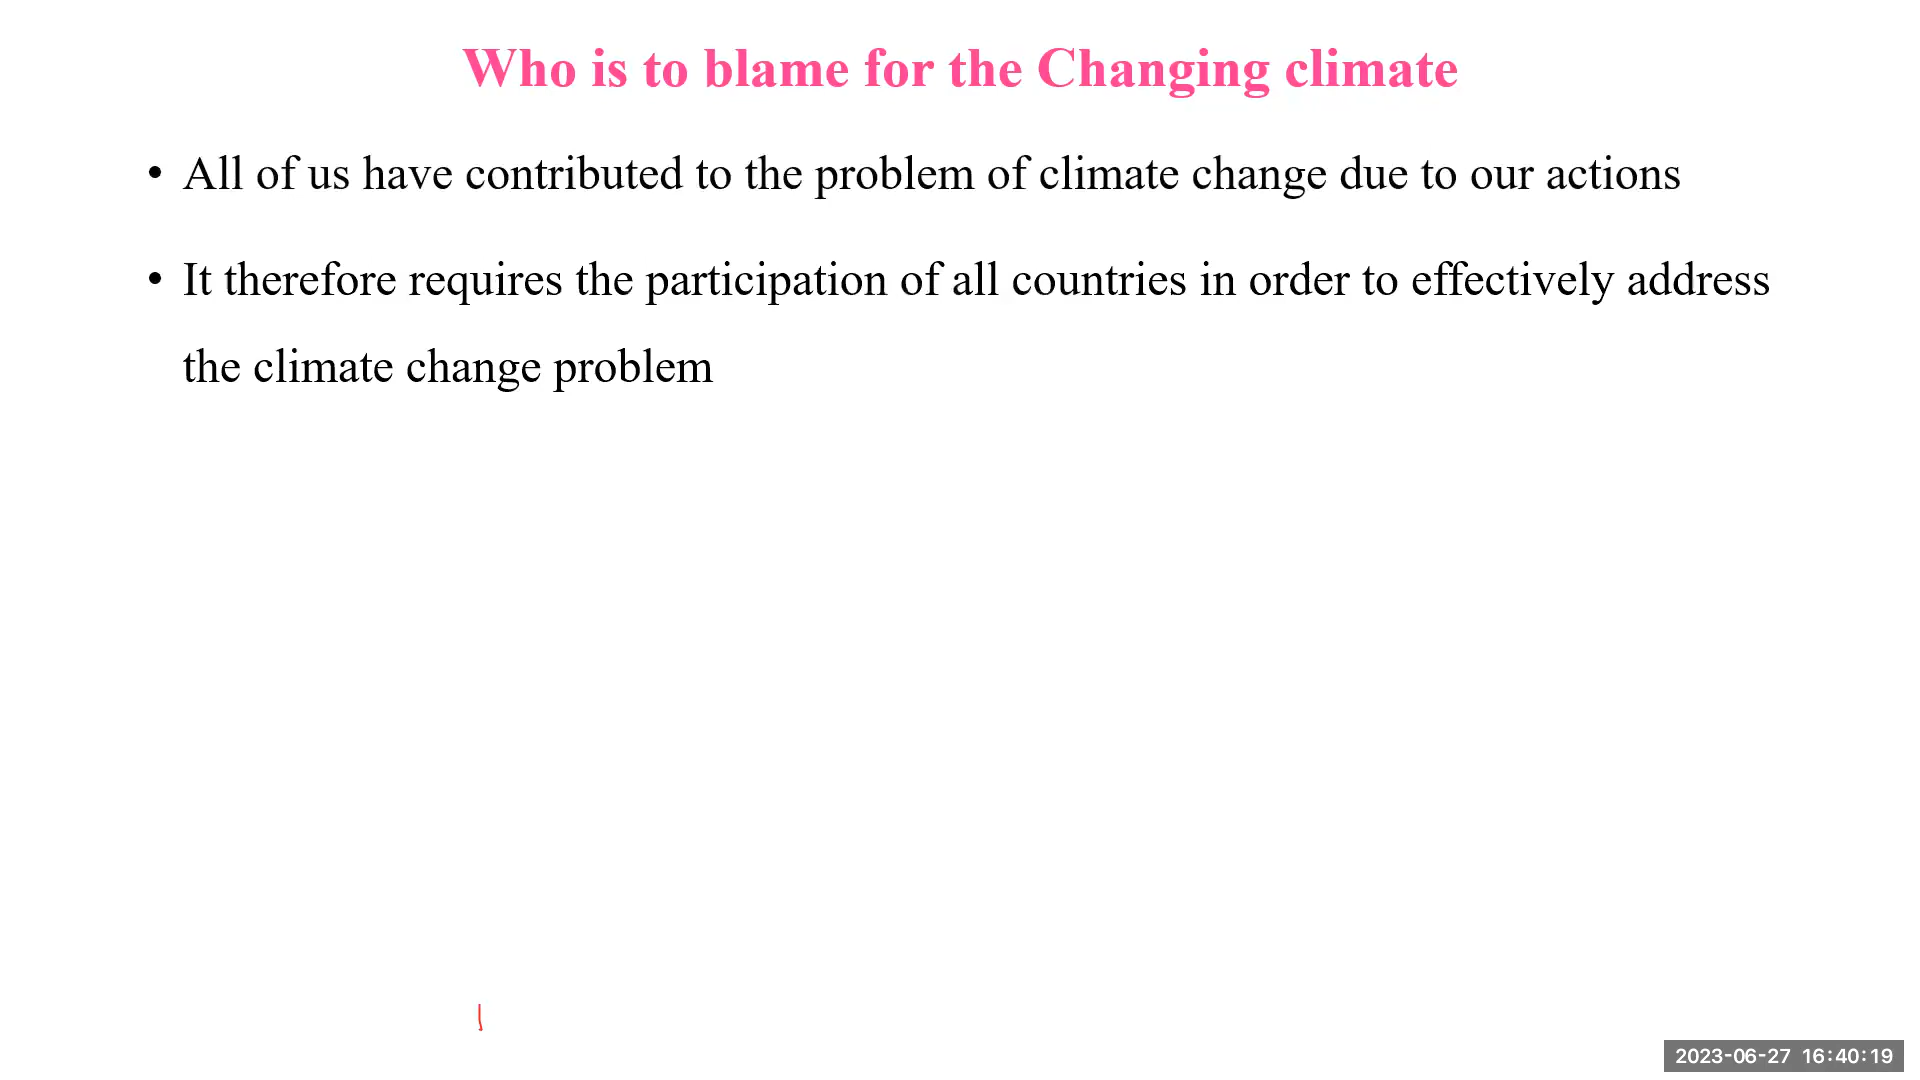 Who is to blame for the Changing climate
• All of us have contributed to the problem of climate change due to our actions
• It therefore requires the participation of all countries in order to effectively address
the climate change problem
2023-06-27 16:40:19